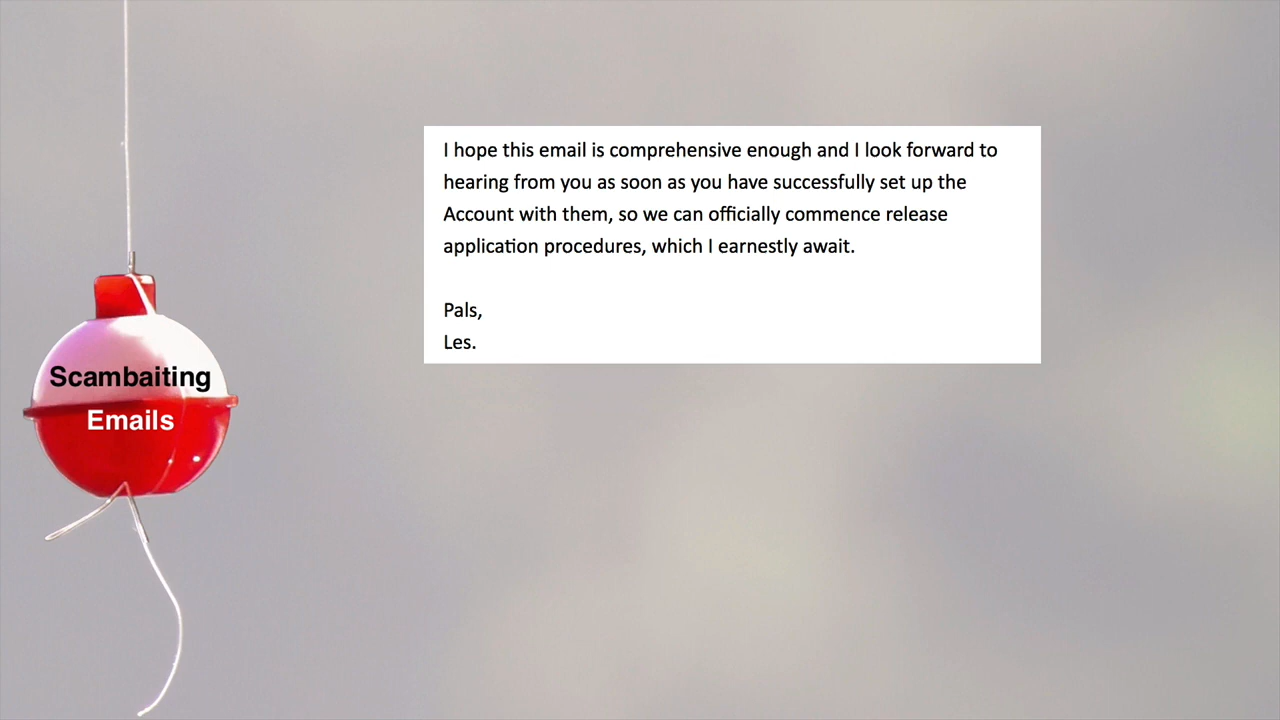 Scambaiting
Emails
I hope this email is comprehensive enough and I look forward to
hearing from you as soon as you have successfully set up the
Account with them, so we can officially commence release
application procedures, which I earnestly await.
Pals,
Les.